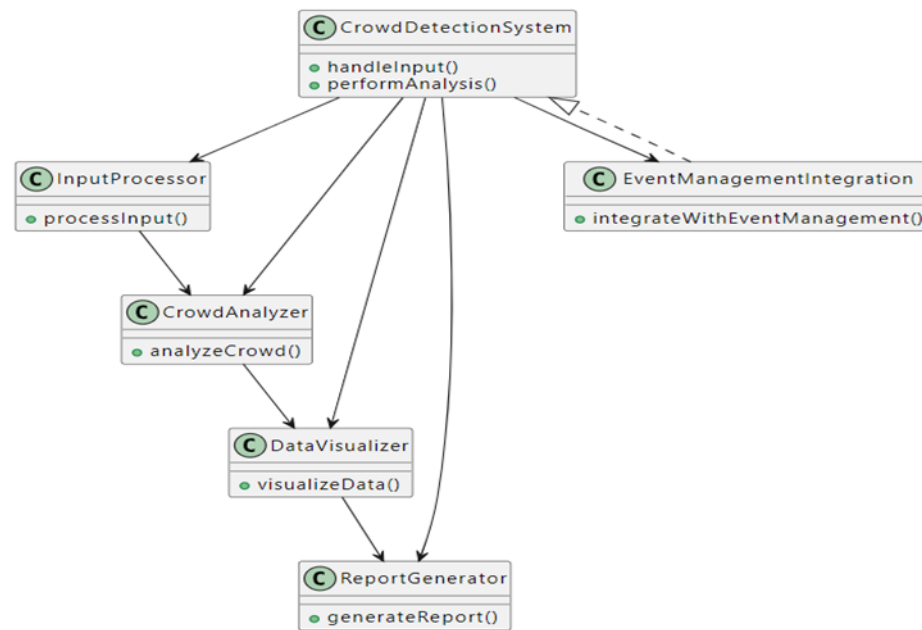 C CrowdDetectionSystem
handleInput()
performAnalysis()
C InputProcessor
processInput()
C EventManagementIntegration
integrateWithEventManagement()
C CrowdAnalyzer
analyzeCrowd()
C DataVisualizer
visualizeData()
C ReportGenerator
generateReport()